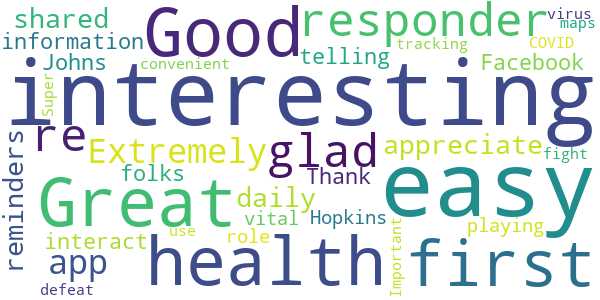 shared
Good
responder
virus
maps
information
telling
tracking
COVID
Johns
convenient
Facebook
Super
interesting
re
Extremely
glad
appreciate
fight
reminders
folks
Thank
easy
Great
daily
vital
Hopkins
playing
interact
use
role
Important
app
health
first
defeat